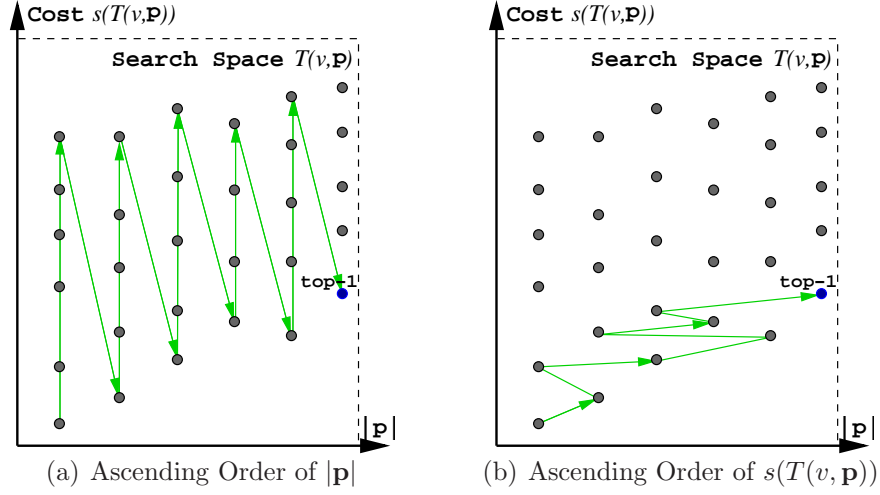 Cost s(T(v,p))
Search Space T(v,p)
top-1
|p|
(a) Ascending Order of |p|
Cost s(T(v,p))
Search Space T(v,p)
top-1
|p|
(b) Ascending Order of s(T(v, p))